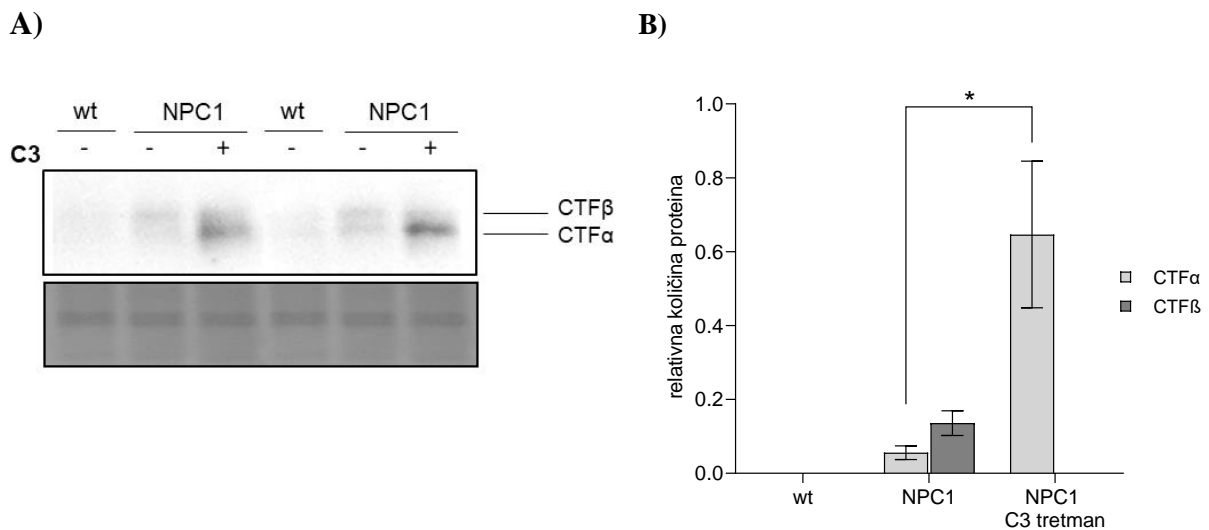 A)
wt NPC1 wt NPC1
C3 - - + - - +
CTFβ
CTFα
B)
*
1.0
0.8
0.6
0.4
0.2
0.0
relativna količina proteina
wt NPC1 NPC1
C3 tretman
CTFα
CTFß